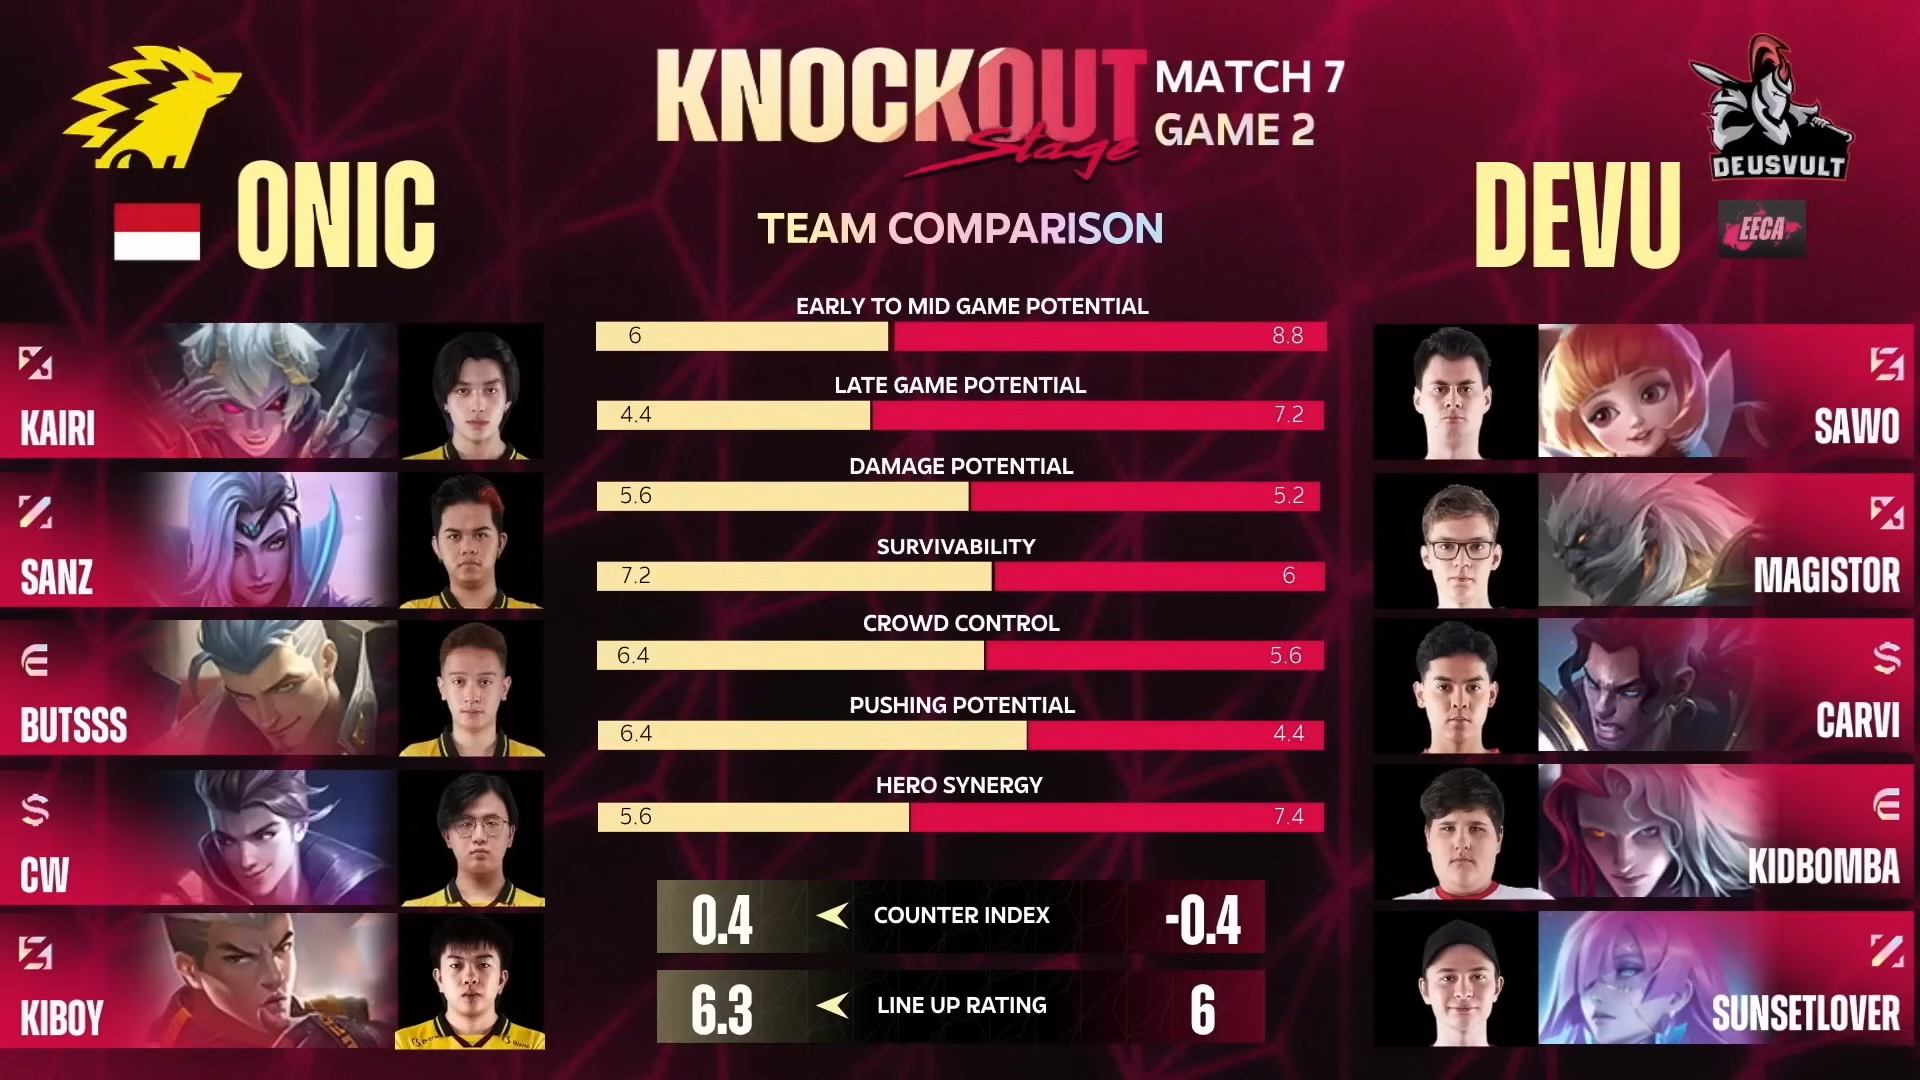 KNOCKOUT
Stage
MATCH 7
GAME 2
ONIC
DEVU
DEUSVULT
EECA
TEAM COMPARISON
EARLY TO MID GAME POTENTIAL
6 8.8
LATE GAME POTENTIAL
4.4 7.2
DAMAGE POTENTIAL
5.6 5.2
SURVIVABILITY
7.2 6
CROWD CONTROL
6.4 5.6
PUSHING POTENTIAL
6.4 4.4
HERO SYNERGY
5.6 7.4
0.4 COUNTER INDEX -0.4
6.3 LINE UP RATING 6
KAIRI
SANZ
BUTSSS
CW
KIBOY
SAWO
MAGISTOR
CARVI
KIDBOMBA
SUNSETLOVER